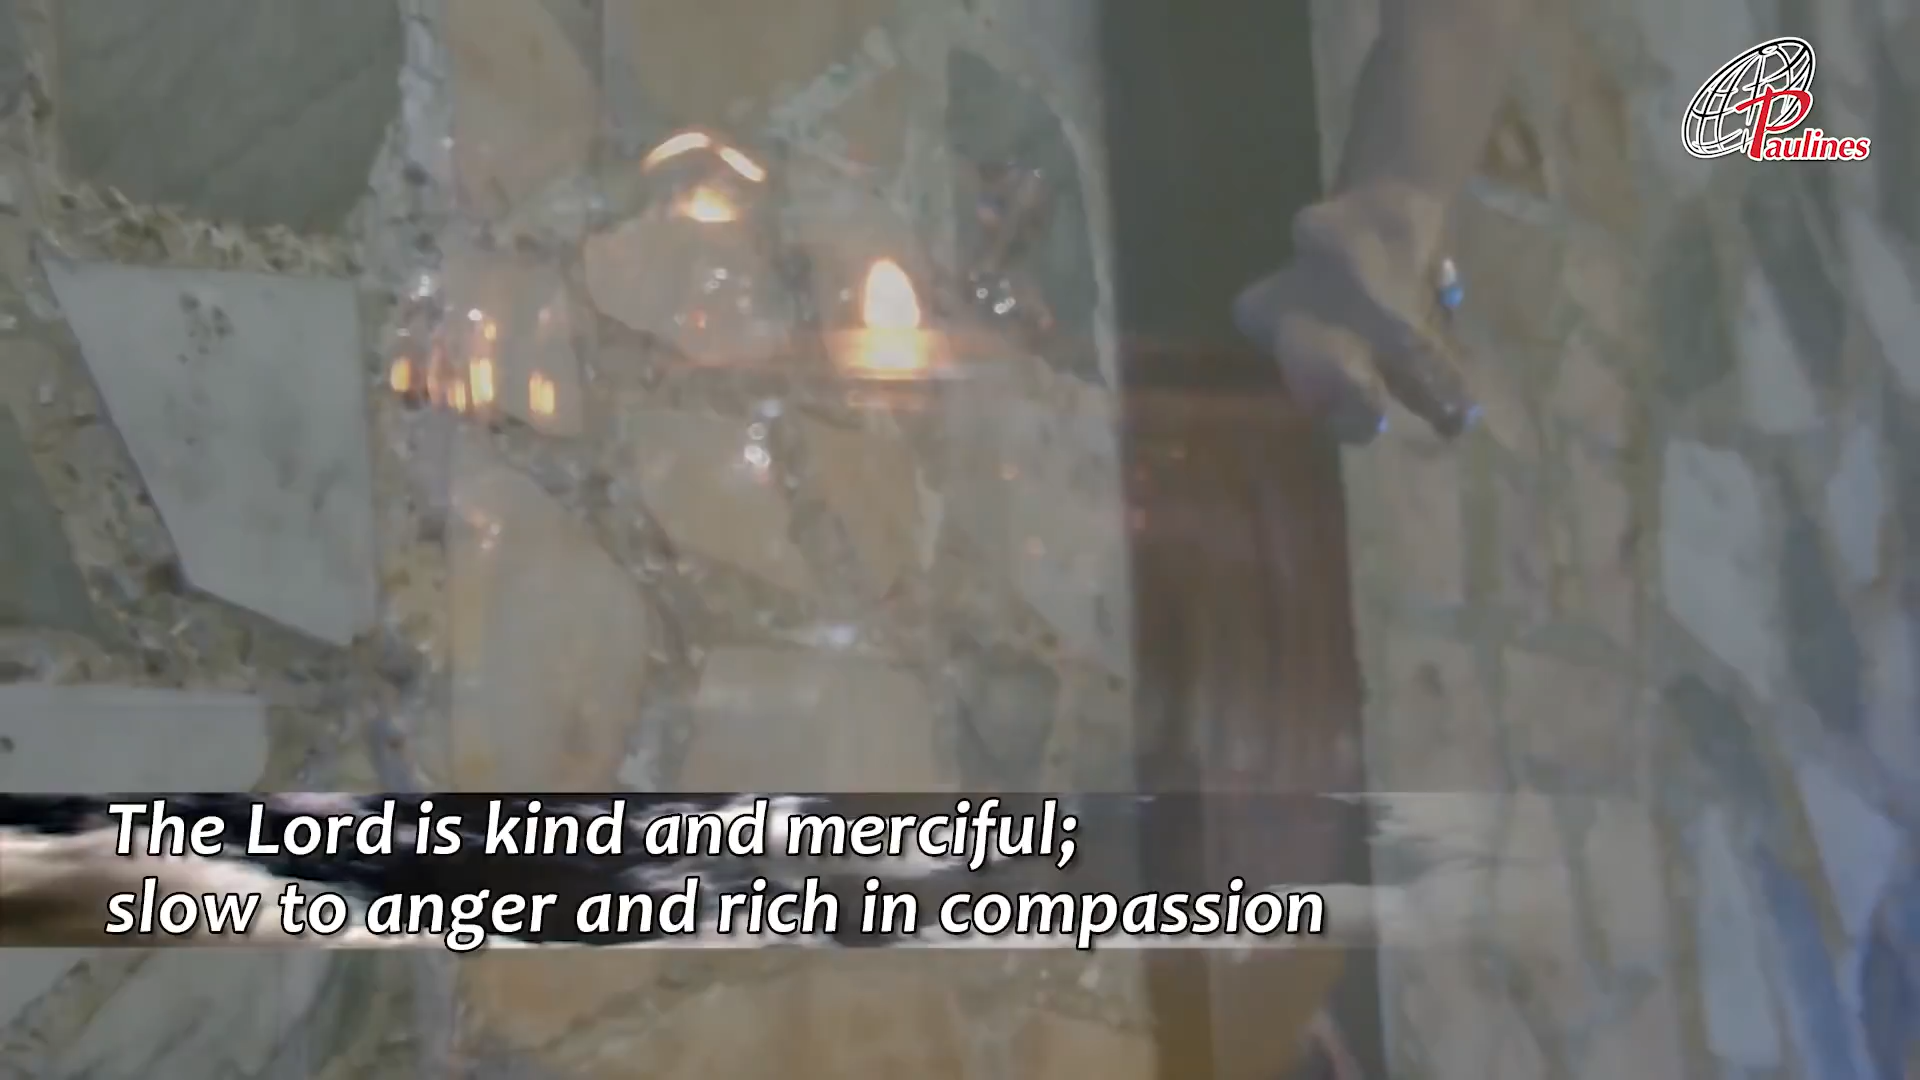 Paulines
The Lord is kind and merciful;
slow to anger and rich in compassion